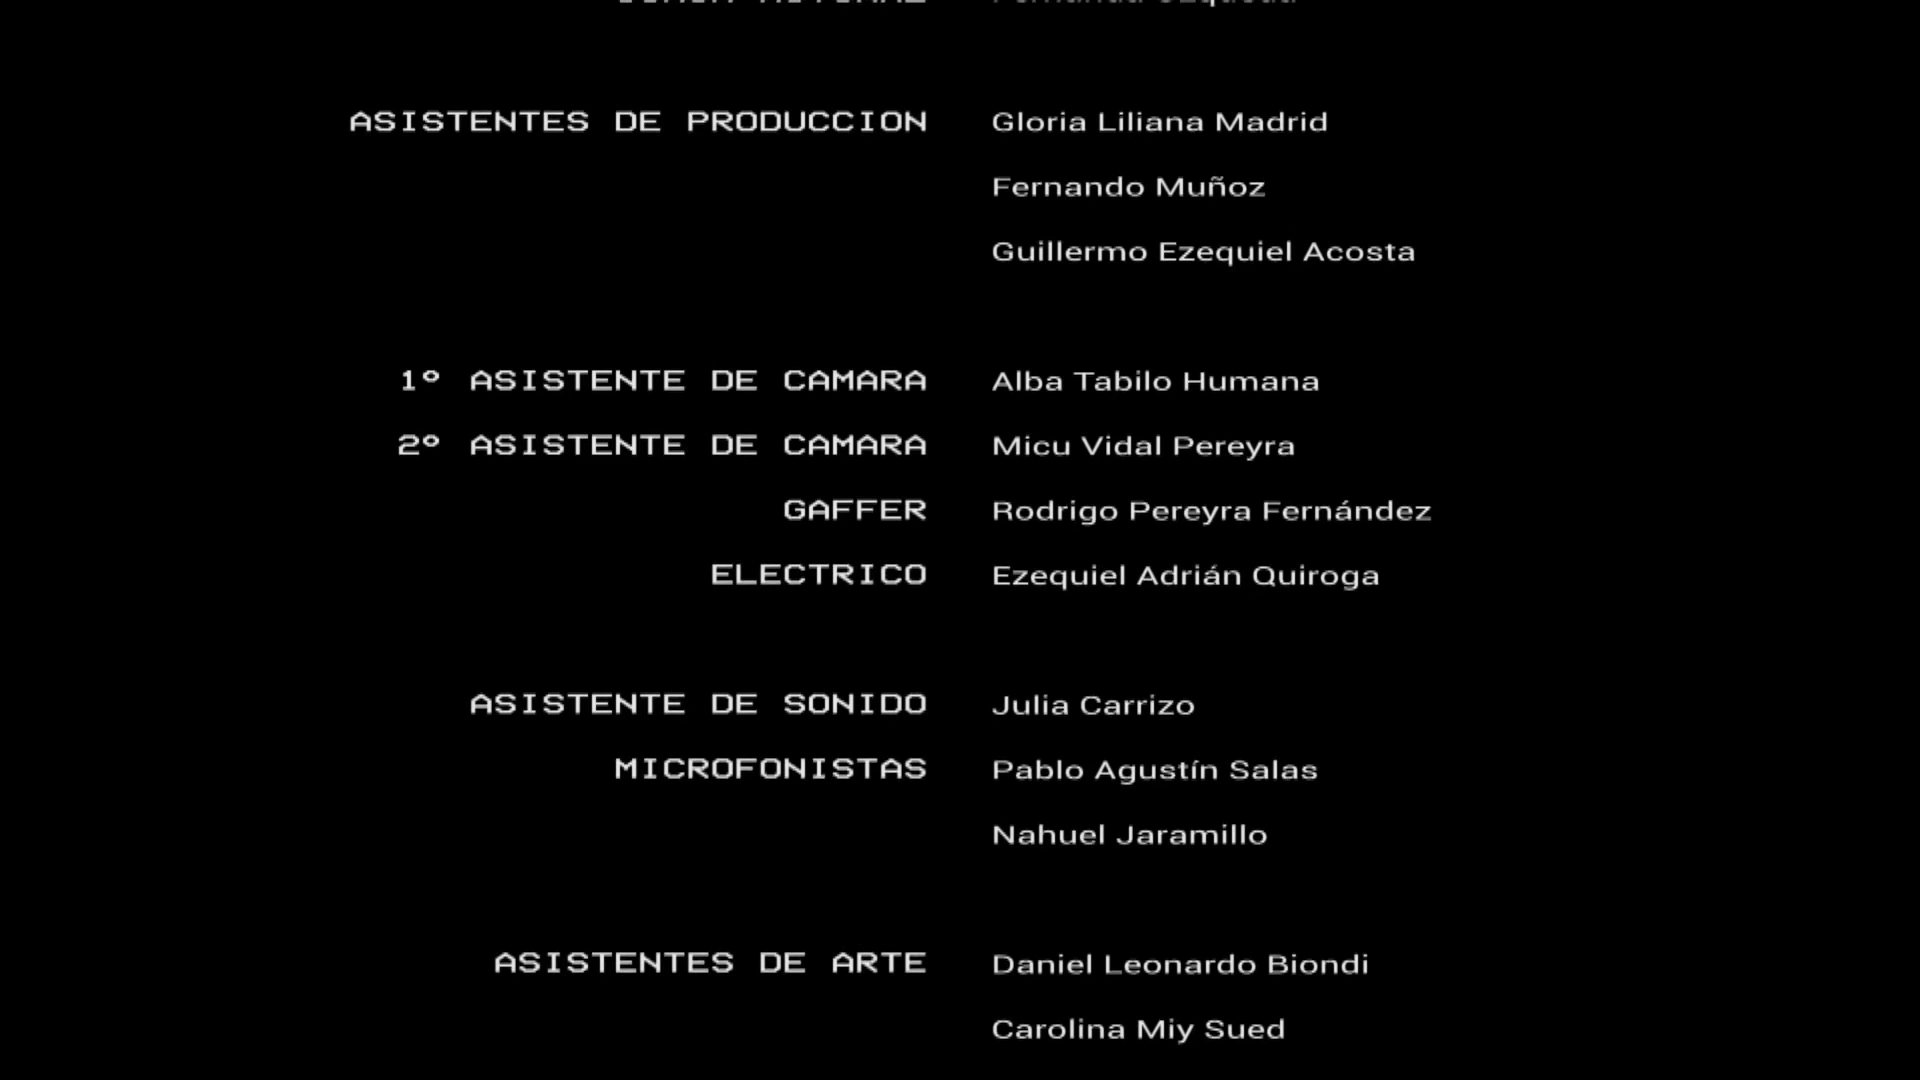 ASISTENTES DE PRODUCCION Gloria Liliana Madrid
Fernando Muñoz
Guillermo Ezequiel Acosta
1º ASISTENTE DE CAMARA Alba Tabilo Humana
2º ASISTENTE DE CAMARA Micu Vidal Pereyra
GAFFER Rodrigo Pereyra Fernández
ELECTRICO Ezequiel Adrián Quiroga
ASISTENTE DE SONIDO Julia Carrizo
MICROFONISTAS Pablo Agustín Salas
Nahuel Jaramillo
ASISTENTES DE ARTE Daniel Leonardo Biondi
Carolina Miy Sued